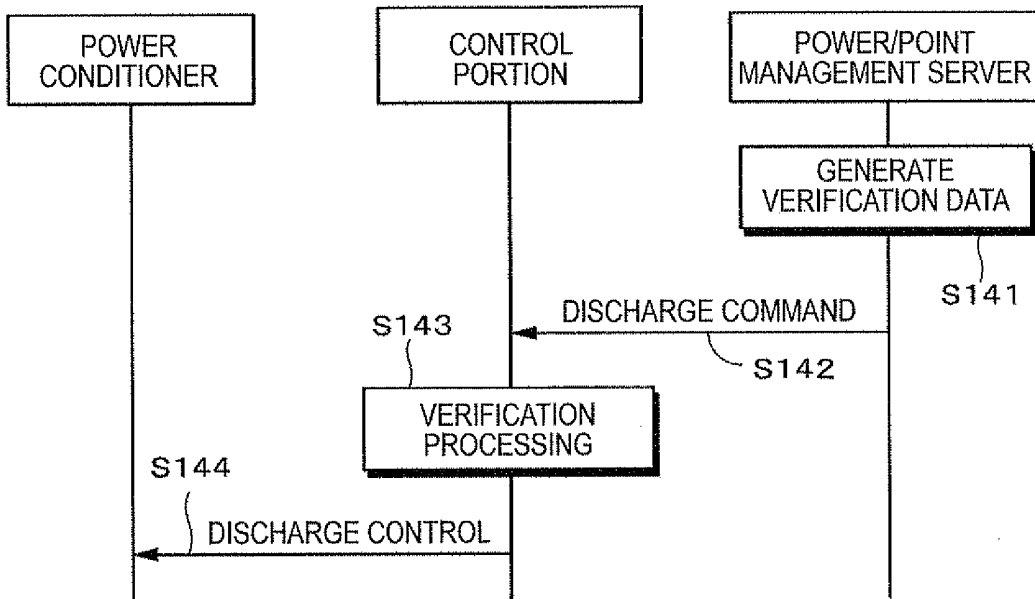 POWER
CONDITIONER
CONTROL
PORTION
POWER/POINT
MANAGEMENT SERVER
GENERATE
VERIFICATION DATA
S141
DISCHARGE COMMAND
S142
S143
VERIFICATION
PROCESSING
S144
DISCHARGE CONTROL